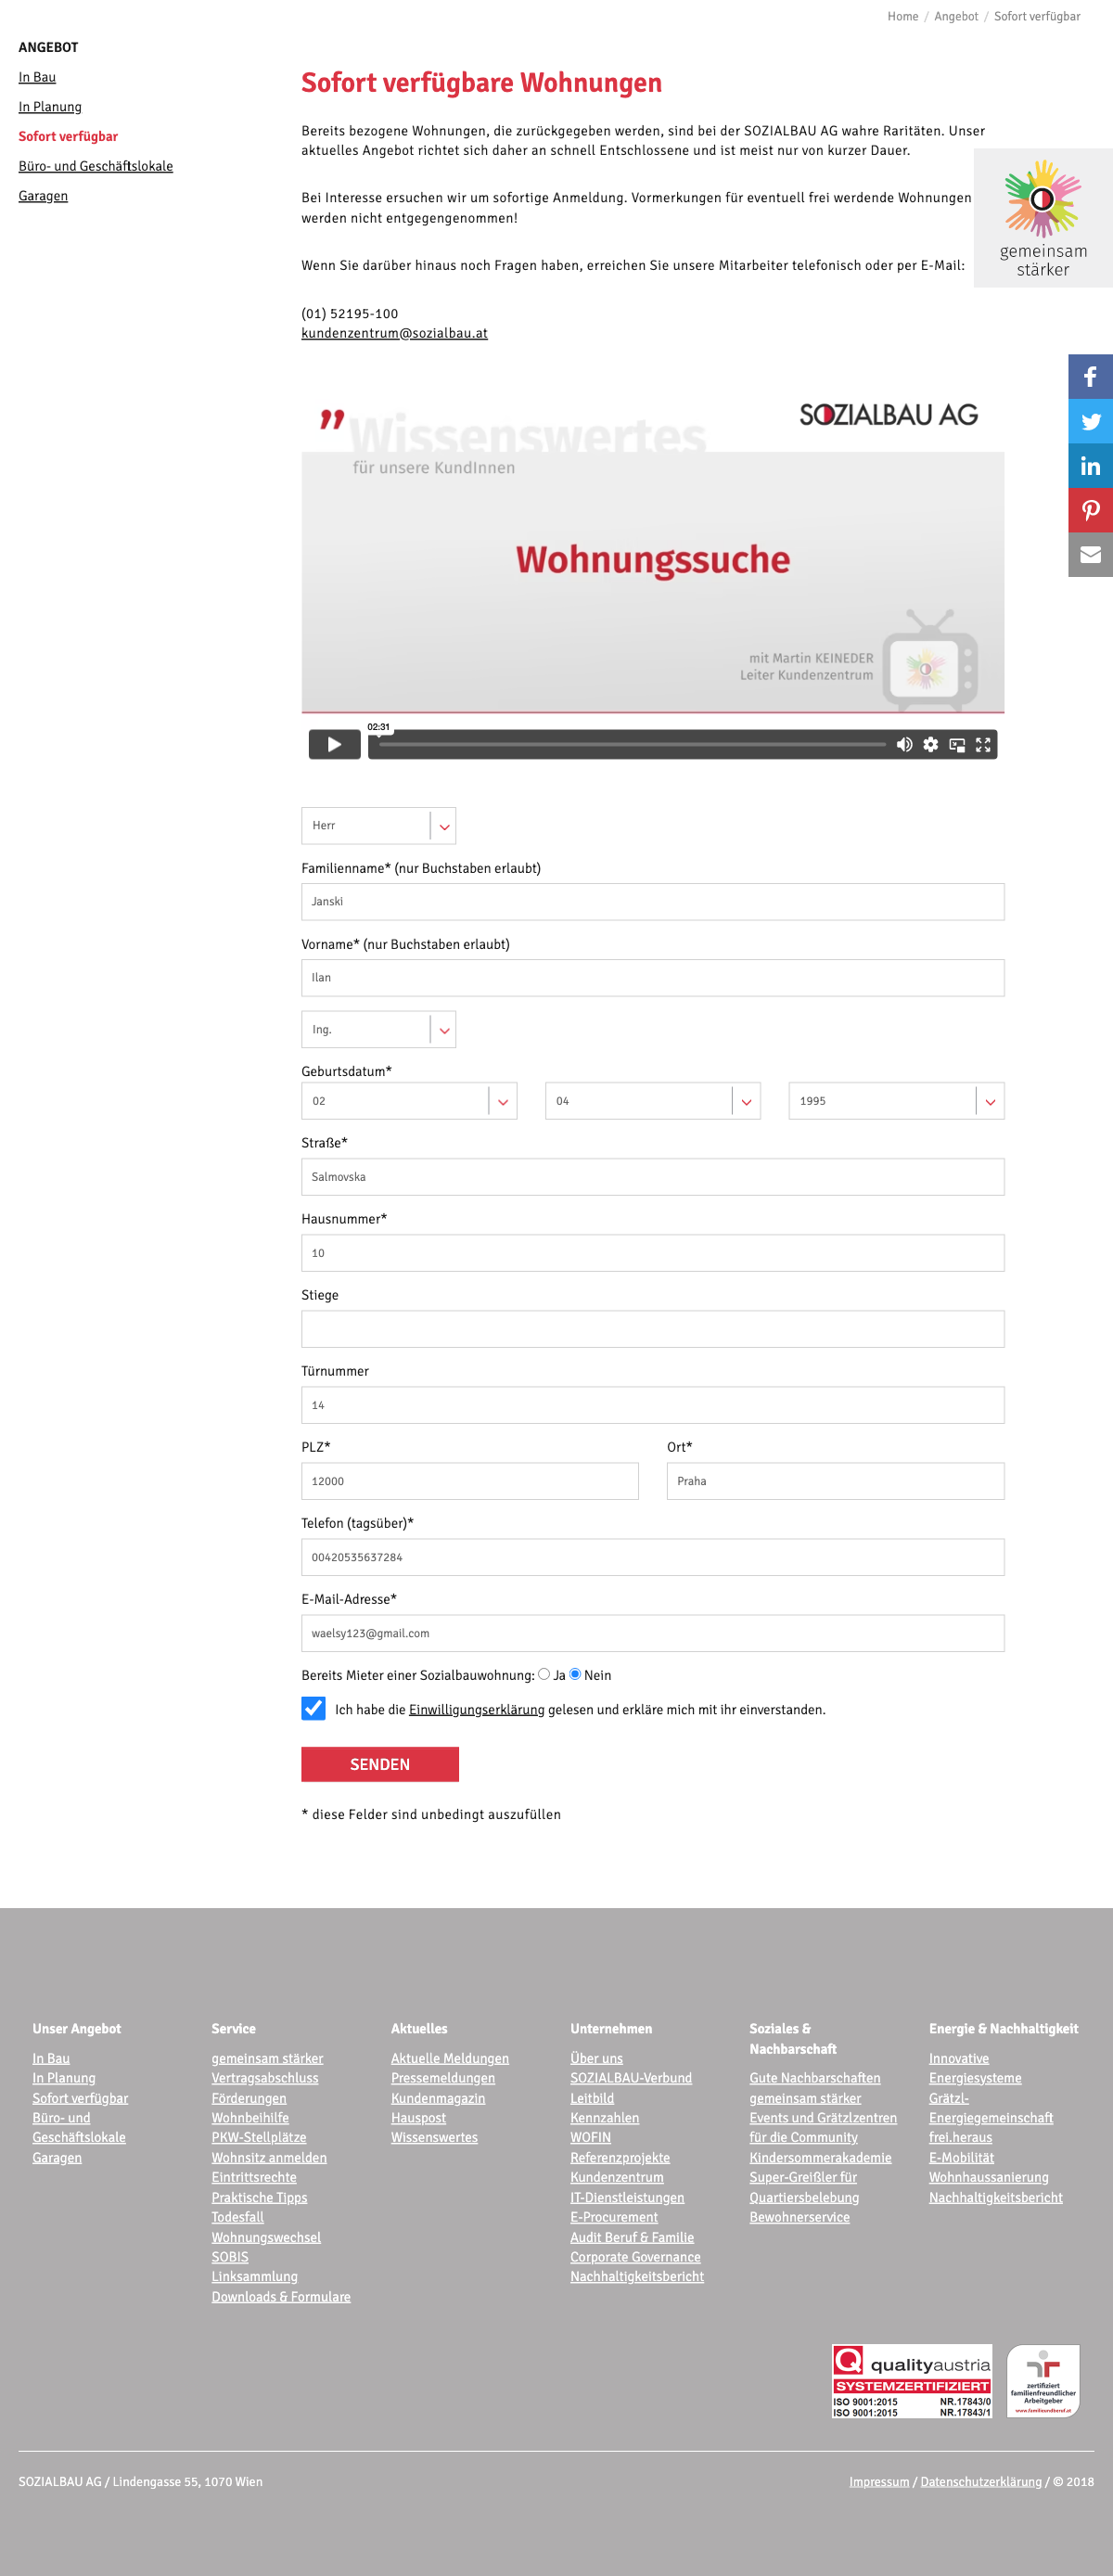 Home / Angebot / Sofort verfügbar
ANGEBOT
In Bau
In Planung
Sofort verfügbar
Büro- und Geschäftslokale
Garagen
Sofort verfügbare Wohnungen
Bereits bezogene Wohnungen, die zurückgegeben werden, sind bei der SOZIALBAU AG wahre Raritäten. Unser
aktuelles Angebot richtet sich daher an schnell Entschlossene und ist meist nur von kurzer Dauer.
Bei Interesse ersuchen wir um sofortige Anmeldung. Vormerkungen für eventuell frei werdende Wohnungen
werden nicht entgegengenommen!
Wenn Sie darüber hinaus noch Fragen haben, erreichen Sie unsere Mitarbeiter telefonisch oder per E-Mail:
(01) 52195-100
kundenzentrum@sozialbau.at
gemeinsam
stärker
SOZIALBAU AG
„Wissenswertes
für unsere KundInnen
Wohnungssuche
mit Martin KEINEDER
Leiter Kundenzentrum
02:31
Herr
Familienname* (nur Buchstaben erlaubt)
Janski
Vorname* (nur Buchstaben erlaubt)
Ilan
Ing.
Geburtsdatum*
02 04 1995
Straße*
Salmovska
Hausnummer*
10
Stiege
Türnummer
14
PLZ* Ort*
12000 Praha
Telefon (tagsüber)*
00420535637284
E-Mail-Adresse*
waelsy123@gmail.com
Bereits Mieter einer Sozialbauwohnung: Ja Nein
Ich habe die Einwilligungserklärung gelesen und erkläre mich mit ihr einverstanden.
SENDEN
* diese Felder sind unbedingt auszufüllen
Unser Angebot
In Bau
In Planung
Sofort verfügbar
Büro- und
Geschäftslokale
Garagen
Service
gemeinsam stärker
Vertragsabschluss
Förderungen
Wohnbeihilfe
PKW-Stellplätze
Wohnsitz anmelden
Eintrittsrechte
Praktische Tipps
Todesfall
Wohnungswechsel
SOBIS
Linksammlung
Downloads & Formulare
Aktuelles
Aktuelle Meldungen
Pressemeldungen
Kundenmagazin
Hauspost
Wissenswertes
Unternehmen
Über uns
SOZIALBAU-Verbund
Leitbild
Kennzahlen
WOFIN
Referenzprojekte
Kundenzentrum
IT-Dienstleistungen
E-Procurement
Audit Beruf & Familie
Corporate Governance
Nachhaltigkeitsbericht
Soziales &
Nachbarschaft
Gute Nachbarschaften
gemeinsam stärker
Events und Grätzlzentren
für die Community
Kindersommerakademie
Super-Greißler für
Quartiersbelebung
Bewohnerservice
Energie & Nachhaltigkeit
Innovative
Energiesysteme
Grätzl-
Energiegemeinschaft
frei.heraus
E-Mobilität
Wohnhaussanierung
Nachhaltigkeitsbericht
qualityaustria
SYSTEMZERTIFIZIERT
ISO 9001:2015 NR.17843/0
ISO 9001:2015 NR.17843/1
zertifiziert
familienfreundlicher
Arbeitgeber
www.familieundberuf.at
SOZIALBAU AG / Lindengasse 55, 1070 Wien
Impressum / Datenschutzerklärung / © 2018